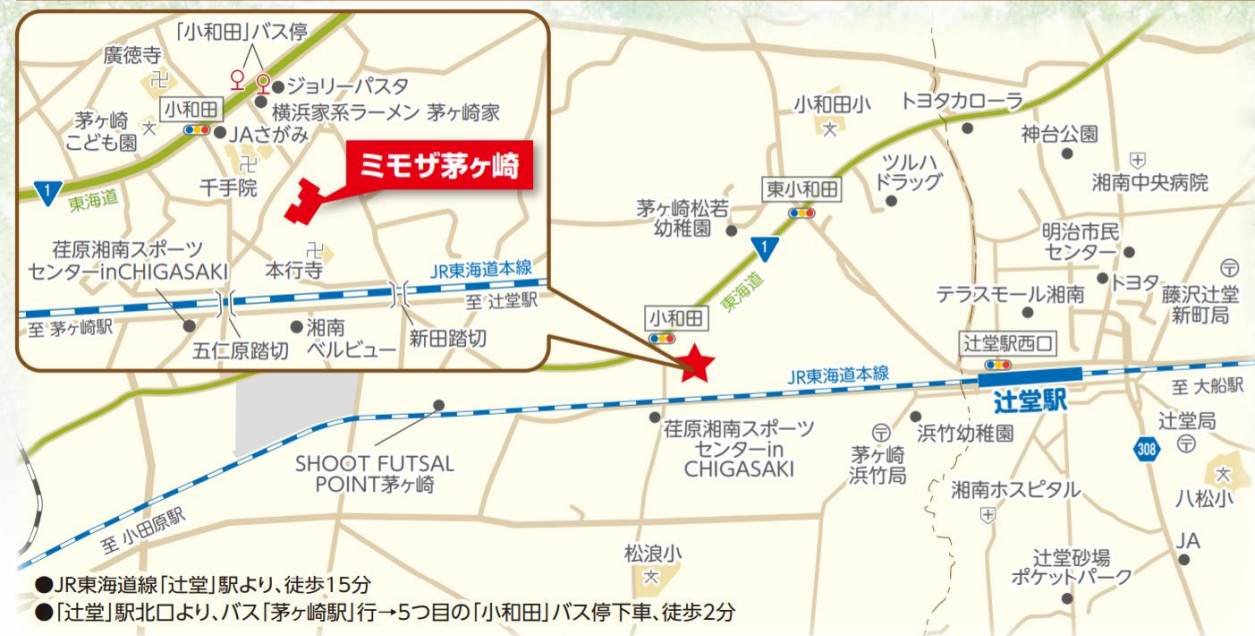 「小和田」バス停
廣徳寺
卍
ジョリーパスタ
小和田
横浜家系ラーメン 茅ヶ崎家
茅ヶ崎
こども園
文
JAさがみ
卍
千手院
ミモザ茅ヶ崎
1
東海道
荏原湘南スポーツ
センターinCHIGASAKI
卍
本行寺
JR東海道本線
至 辻堂駅
至 茅ヶ崎駅
五仁原踏切
湘南
ベルビュー
新田踏切
小和田小
文
トヨタカローラ
神台公園
ツルハ
ドラッグ
湘南中央病院
東小和田
茅ヶ崎松若
幼稚園
1
東海道
明治市民
センター
トヨタ
〒
藤沢辻堂
新町局
テラスモール湘南
小和田
辻堂駅西口
JR東海道本線
辻堂駅
至 大船駅
辻堂局
〒
308
荏原湘南スポーツ
センターin
CHIGASAKI
〒
茅ヶ崎
浜竹局
浜竹幼稚園
SHOOT FUTSAL
POINT茅ヶ崎
湘南ホスピタル
文
八松小
至 小田原駅
松浪小
文
JA
辻堂砂場
ポケットパーク
●JR東海道線「辻堂」駅より、徒歩15分
●「辻堂」駅北口より、バス「茅ヶ崎駅」行→5つ目の「小和田」バス停下車、徒歩2分